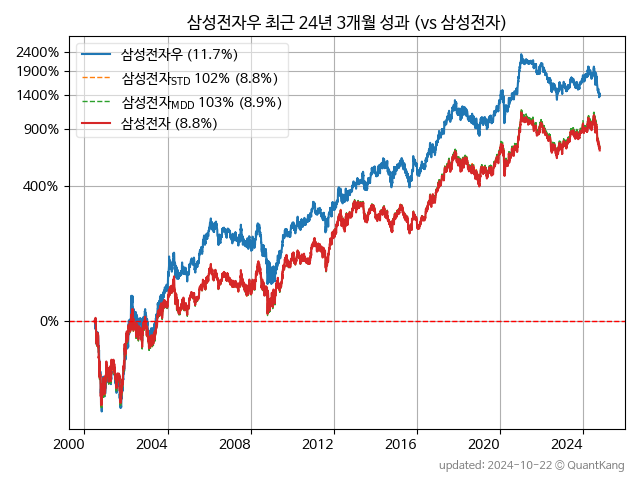 삼성전자우 최근 24년 3개월 성과 (vs 삼성전자)
삼성전자우 (11.7%)
삼성전자STD 102% (8.8%)
삼성전자MDD 103% (8.9%)
삼성전자 (8.8%)
2400%
1900%
1400%
900%
400%
0%
2000 2004 2008 2012 2016 2020 2024
updated: 2024-10-22 © QuantKang